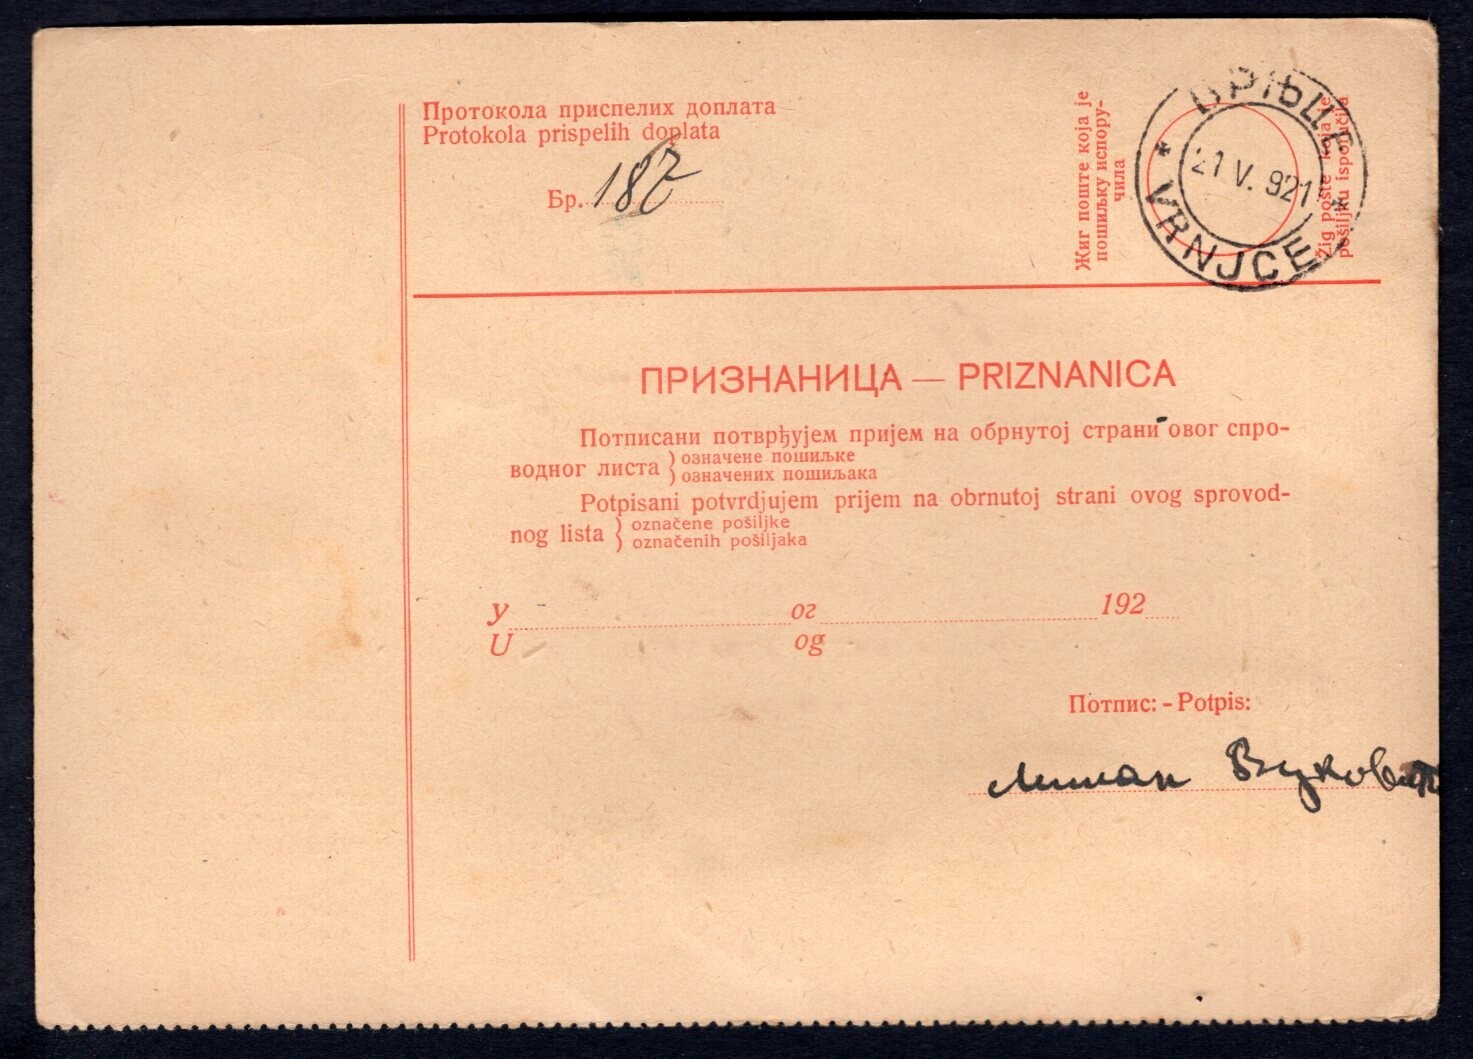 Протокола приспелих доплата
Protokola prispelih doplata
Бр. 187
Жиг поште која је
пошиљку испору-
чила
ВРЊЦЕ
21 V. 921
VRNJCE
Žig pošte koja je
pošiljku isporučila
ПРИЗНАНИЦА — PRIZNANICA
Потписани потврђујем пријем на обрнутој страни овог спро-
водног листа } означене пошиљке
означених пошиљака
Potpisani potvrdjujem prijem na obrnutoj strani ovog sprovod-
nog lista } označene pošiljke
označenih pošiljaka
У ог 192
U og
Потпис: - Potpis:
Милан Вуковић